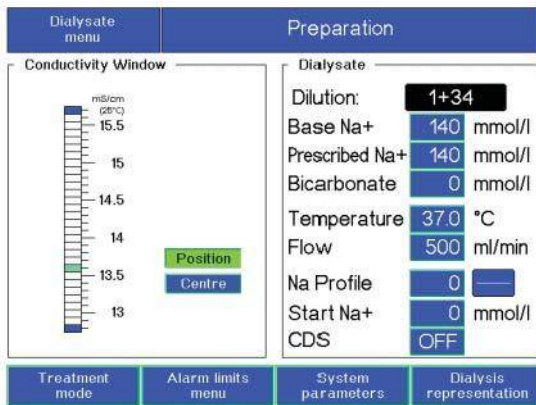 Dialysate
menu
Preparation
Conductivity Window
mS/cm
(25°C)
15.5
15
14.5
14
13.5
13
Position
Centre
Dialysate
Dilution: 1+34
Base Na+ 140 mmol/l
Prescribed Na+ 140 mmol/l
Bicarbonate 0 mmol/l
Temperature 37.0 °C
Flow 500 ml/min
Na Profile 0
Start Na+ 0 mmol/l
CDS OFF
Treatment
mode
Alarm limits
menu
System
parameters
Dialysis
representation